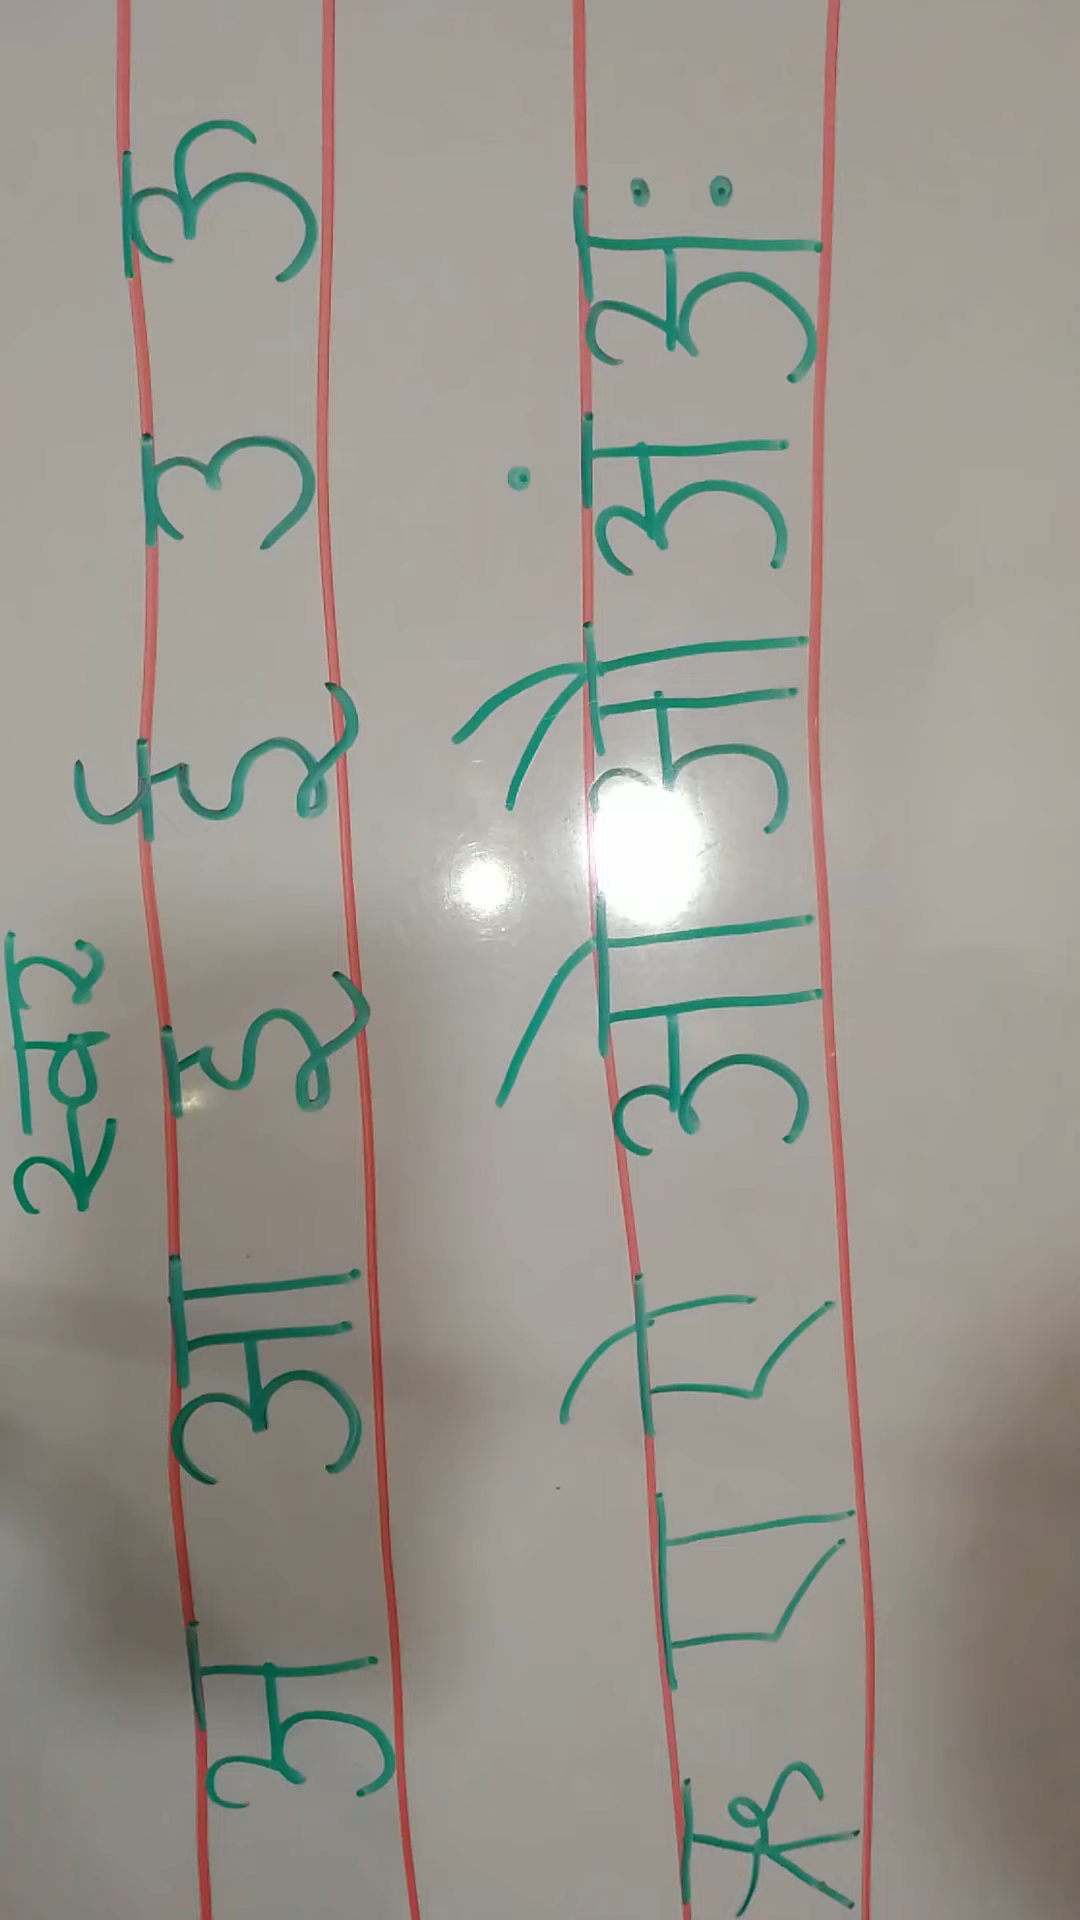 स्वर
अ आ इ ई उ ऊ
ऋ ए ऐ ओ औ अं अः